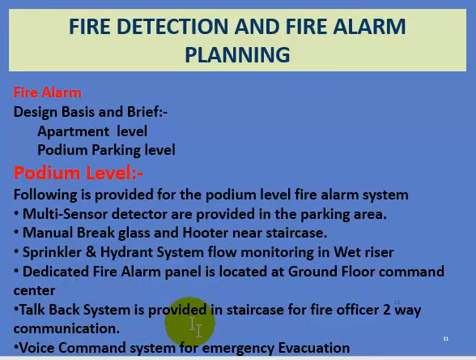 FIRE DETECTION AND FIRE ALARM
PLANNING
Fire Alarm
Design Basis and Brief:-
Apartment level
Podium Parking level
Podium Level:-
Following is provided for the podium level fire alarm system
• Multi-Sensor detector are provided in the parking area.
• Manual Break glass and Hooter near staircase.
• Sprinkler & Hydrant System flow monitoring in Wet riser
• Dedicated Fire Alarm panel is located at Ground Floor command
center
•Talk Back System is provided in staircase for fire officer 2 way
communication.
•Voice Command system for emergency Evacuation
11